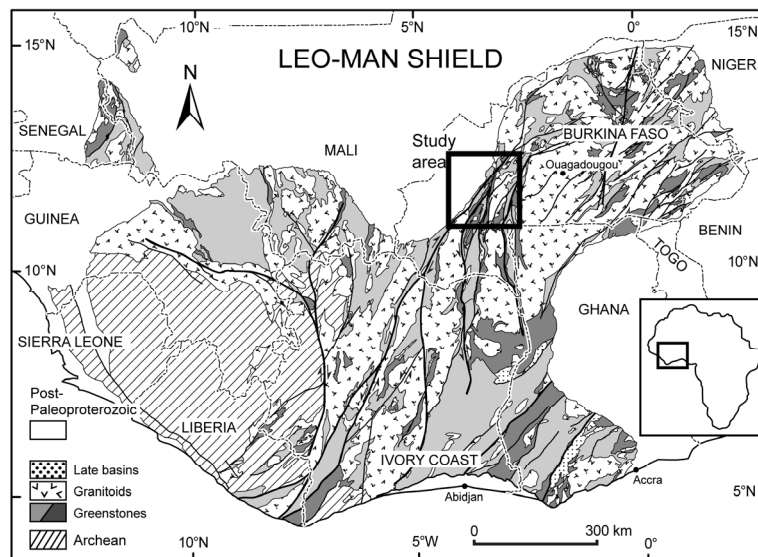 10°N
5°W
0°
15°N
15°N
LEO-MAN SHIELD
NIGER
N
SENEGAL
BURKINA FASO
MALI
Study
area
Ouagadougou
GUINEA
BENIN
TOGO
10°N
10°N
GHANA
SIERRA LEONE
Post-
Paleoproterozoic
LIBERIA
IVORY COAST
Late basins
Granitoids
Accra
Greenstones
Abidjan
5°N
Archean
10°N
5°W
0
300 km
0°